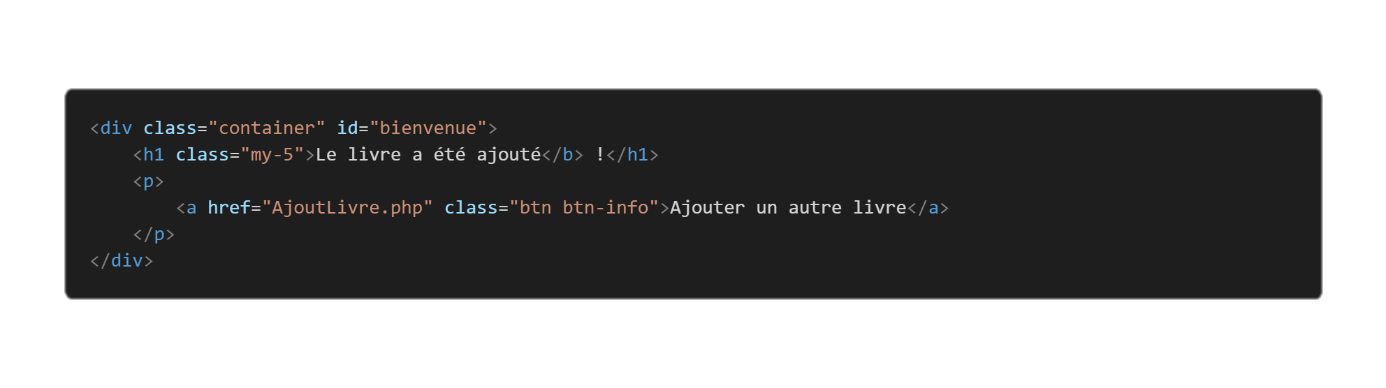 <div class="container" id="bienvenue">
    <h1 class="my-5">Le livre a été ajouté</b> !</h1>
    <p>
        <a href="AjoutLivre.php" class="btn btn-info">Ajouter un autre livre</a>
    </p>
</div>